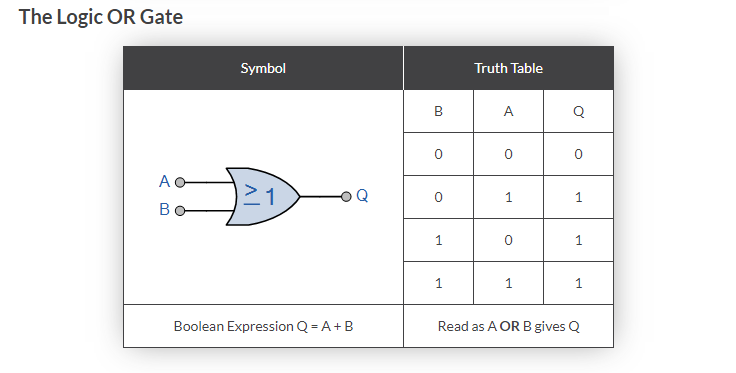 The Logic OR Gate
Symbol Truth Table
B A Q
0 0 0
A
≥1
Q
0 1 1
B
1 0 1
1 1 1
Boolean Expression Q = A + B Read as A OR B gives Q